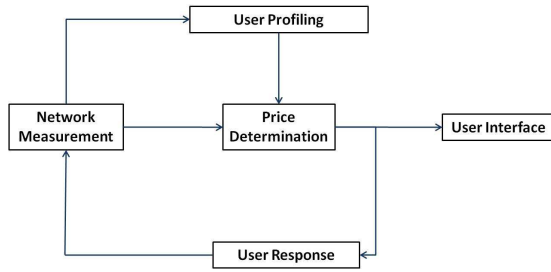 User Profiling
Network
Measurement
Price
Determination
User Interface
User Response